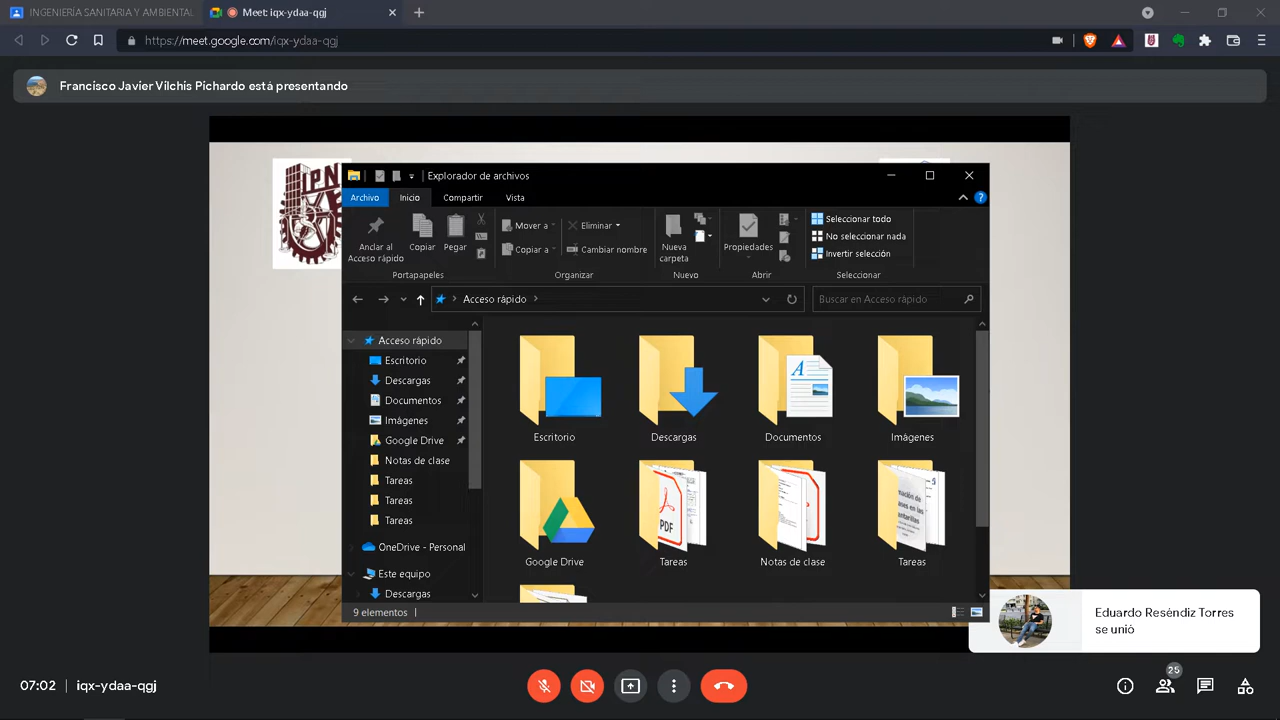 INGENIERÍA SANITARIA Y AMBIENTAL
Meet: iqx-ydaa-qgj
https://meet.google.com/iqx-ydaa-qgj
Francisco Javier Vilchis Pichardo está presentando
I.P.N
Explorador de archivos
Archivo
Inicio
Compartir
Vista
Anclar al
Acceso rápido
Copiar
Pegar
Portapapeles
Mover a
Copiar a
Eliminar
Cambiar nombre
Organizar
Nueva
carpeta
Nuevo
Propiedades
Abrir
Seleccionar todo
No seleccionar nada
Invertir selección
Seleccionar
Acceso rápido
Buscar en Acceso rápido
Acceso rápido
Escritorio
Descargas
Documentos
Imágenes
Google Drive
Notas de clase
Tareas
Tareas
Tareas
OneDrive - Personal
Este equipo
Descargas
Escritorio
Descargas
Documentos
Imágenes
PDF
Google Drive
Tareas
Notas de clase
Tareas
9 elementos
Eduardo Reséndiz Torres
se unió
07:02 | iqx-ydaa-qgj
25